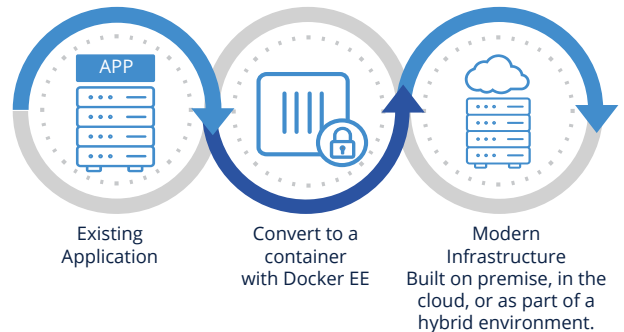 APP
Existing
Application
Convert to a
container
with Docker EE
Modern
Infrastructure
Built on premise, in the
cloud, or as part of a
hybrid environment.